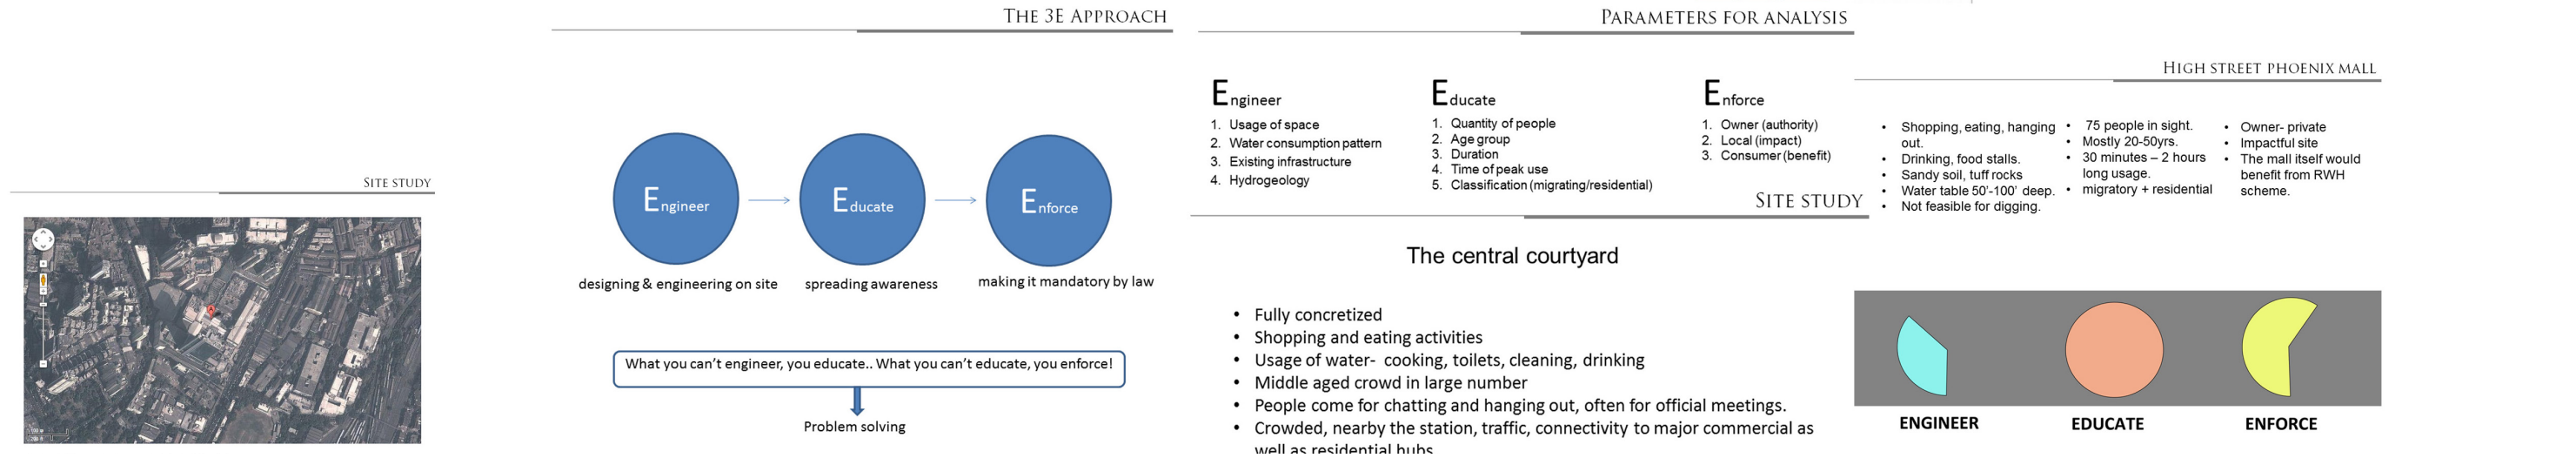 SITE STUDY
THE 3E APPROACH
Engineer
Educate
Enforce
designing & engineering on site
spreading awareness
making it mandatory by law
What you can't engineer, you educate.. What you can't educate, you enforce!
Problem solving
PARAMETERS FOR ANALYSIS
Engineer
1. Usage of space
2. Water consumption pattern
3. Existing infrastructure
4. Hydrogeology
Educate
1. Quantity of people
2. Age group
3. Duration
4. Time of peak use
5. Classification (migrating/residential)
Enforce
1. Owner (authority)
2. Local (impact)
3. Consumer (benefit)
SITE STUDY
The central courtyard
• Fully concretized
• Shopping and eating activities
• Usage of water- cooking, toilets, cleaning, drinking
• Middle aged crowd in large number
• People come for chatting and hanging out, often for official meetings.
• Crowded, nearby the station, traffic, connectivity to major commercial as
well as residential hubs
HIGH STREET PHOENIX MALL
• Shopping, eating, hanging
out.
• Drinking, food stalls.
• Sandy soil, tuff rocks
• Water table 50'-100' deep.
• Not feasible for digging.
• 75 people in sight.
• Mostly 20-50yrs.
• 30 minutes – 2 hours
long usage.
• migratory + residential
• Owner- private
• Impactful site
• The mall itself would
benefit from RWH
scheme.
ENGINEER
EDUCATE
ENFORCE